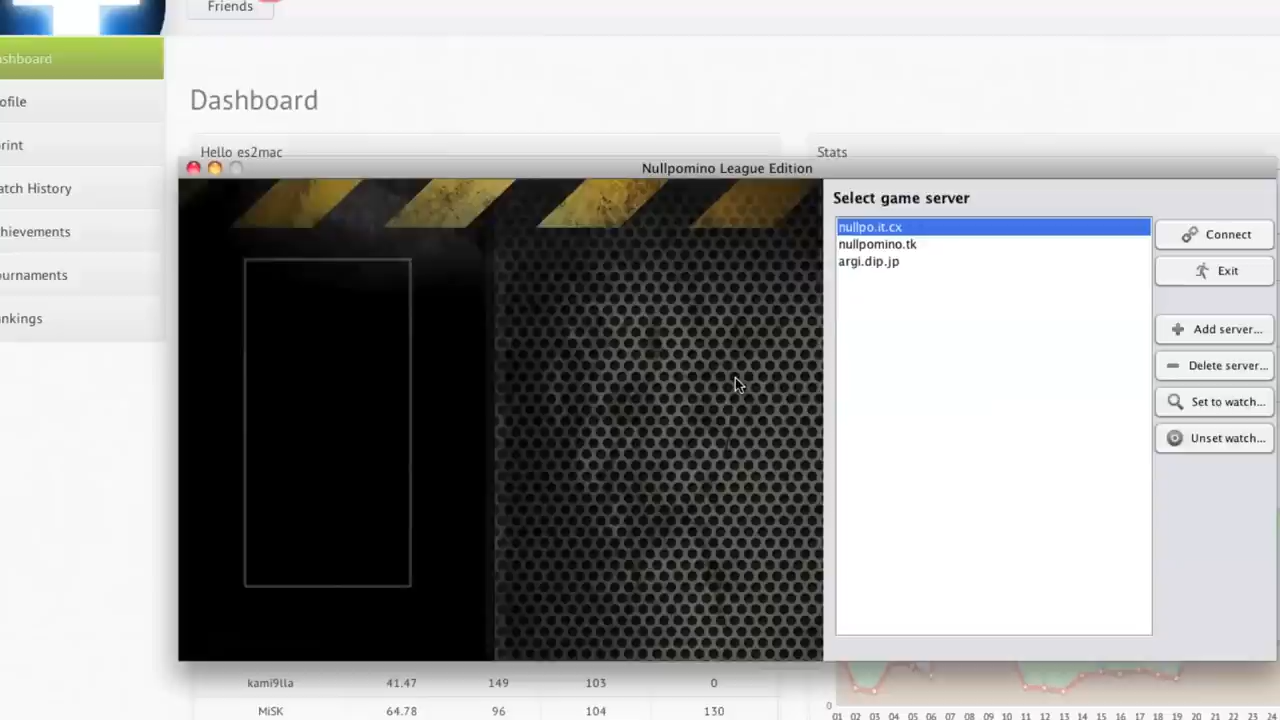 Friends
shboard
ofile
rint
atch History
hievements
ournaments
nkings
Dashboard
Hello es2mac
Stats
Nullpomino League Edition
Select game server
nullpo.it.cx
nullpomino.tk
argi.dip.jp
Connect
Exit
Add server...
Delete server...
Set to watch...
Unset watch...
kami9lla 41.47 149 103 0
MiSK 64.78 96 104 130
0
01 02 03 04 05 06 07 08 09 10 11 12 13 14 15 16 17 18 19 20 21 22 23 24